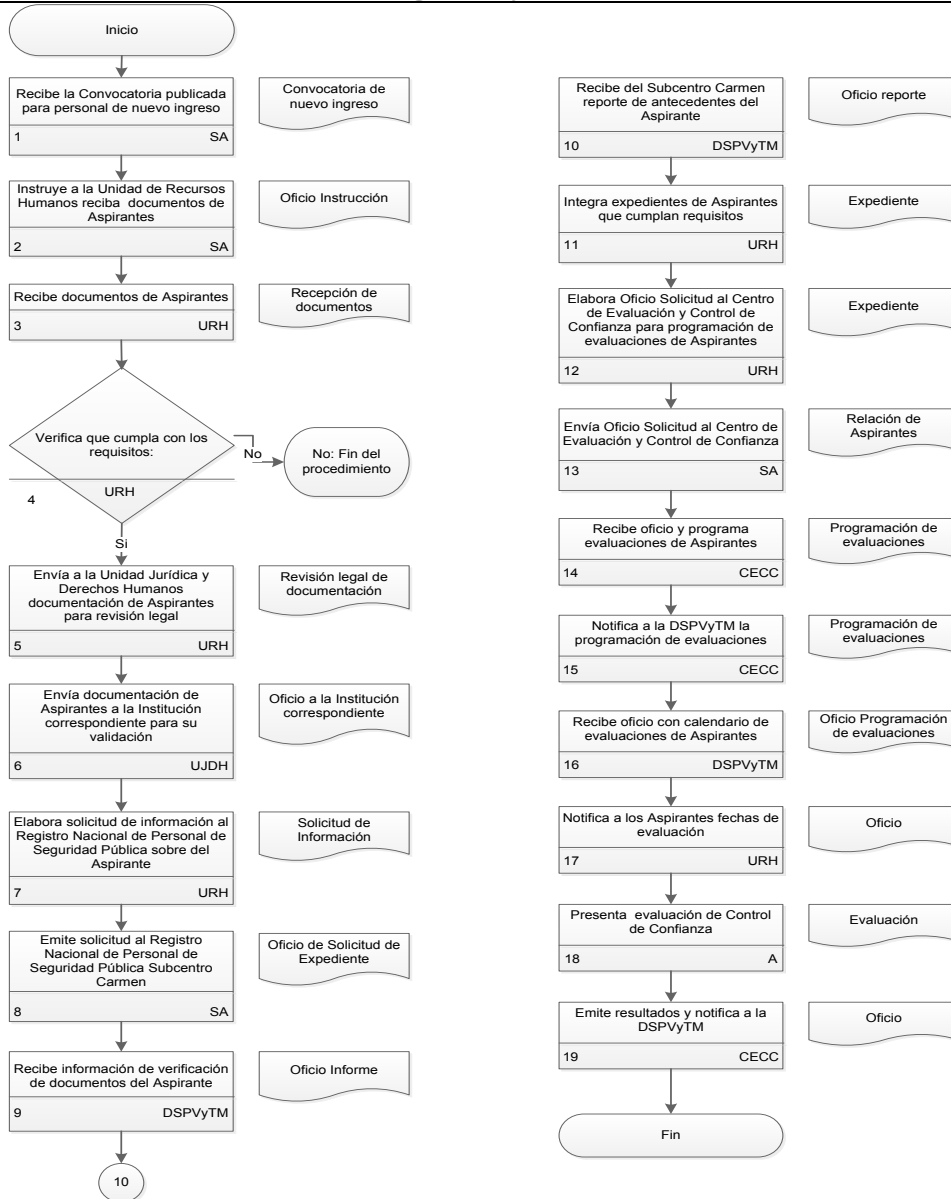 Inicio
Recibe la Convocatoria publicada
para personal de nuevo ingreso
1 SA
Convocatoria de
nuevo ingreso
Instruye a la Unidad de Recursos
Humanos reciba documentos de
Aspirantes
2 SA
Oficio Instrucción
Recibe documentos de Aspirantes
3 URH
Recepción de
documentos
Verifica que cumpla con los
requisitos:
4 URH
No
No: Fin del
procedimiento
Si
Envía a la Unidad Jurídica y
Derechos Humanos
documentación de Aspirantes
para revisión legal
5 URH
Revisión legal de
documentación
Envía documentación de
Aspirantes a la Institución
correspondiente para su
validación
6 UJDH
Oficio a la Institución
correspondiente
Elabora solicitud de información al
Registro Nacional de Personal de
Seguridad Pública sobre del
Aspirante
7 URH
Solicitud de
Información
Emite solicitud al Registro
Nacional de Personal de
Seguridad Pública Subcentro
Carmen
8 SA
Oficio de Solicitud de
Expediente
Recibe información de verificación
de documentos del Aspirante
9 DSPVyTM
Oficio Informe
10
Recibe del Subcentro Carmen
reporte de antecedentes del
Aspirante
10 DSPVyTM
Oficio reporte
Integra expedientes de Aspirantes
que cumplan requisitos
11 URH
Expediente
Elabora Oficio Solicitud al Centro
de Evaluación y Control de
Confianza para programación de
evaluaciones de Aspirantes
12 URH
Expediente
Envía Oficio Solicitud al Centro de
Evaluación y Control de Confianza
13 SA
Relación de
Aspirantes
Recibe oficio y programa
evaluaciones de Aspirantes
14 CECC
Programación de
evaluaciones
Notifica a la DSPVyTM la
programación de evaluaciones
15 CECC
Programación de
evaluaciones
Recibe oficio con calendario de
evaluaciones de Aspirantes
16 DSPVyTM
Oficio Programación
de evaluaciones
Notifica a los Aspirantes fechas de
evaluación
17 URH
Oficio
Presenta evaluación de Control
de Confianza
18 A
Evaluación
Emite resultados y notifica a la
DSPVyTM
19 CECC
Oficio
Fin